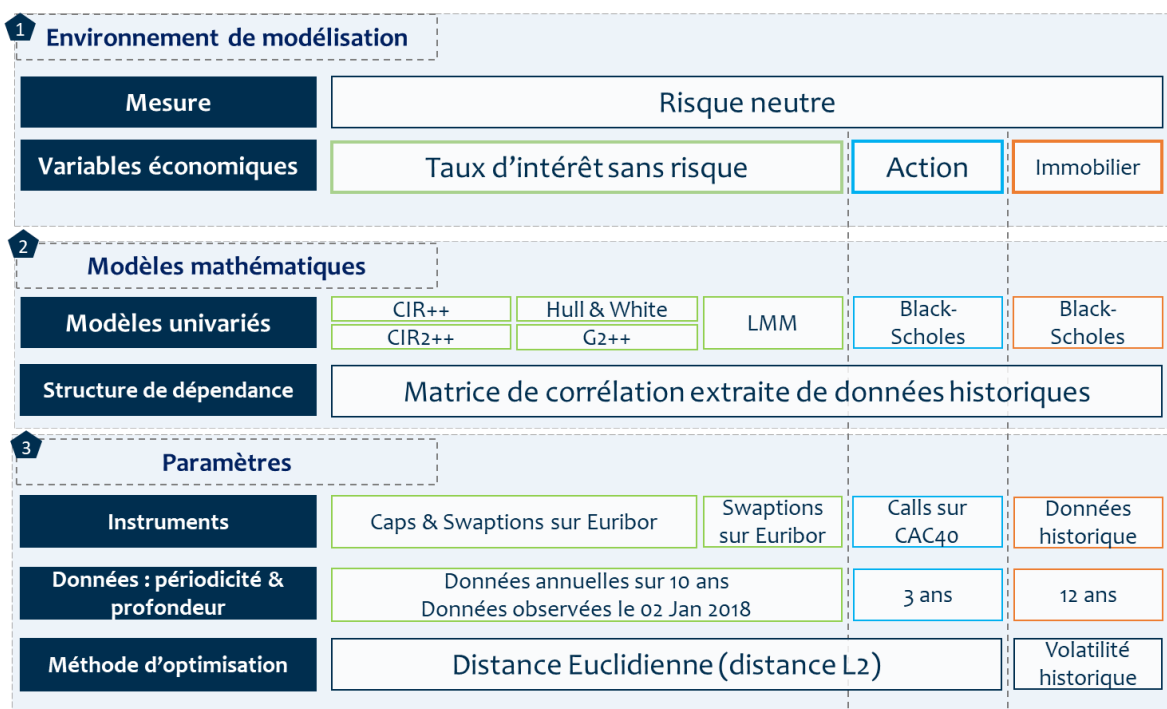 1
Environnement de modélisation
Mesure
Risque neutre
Variables économiques
Taux d'intérêt sans risque
Action
Immobilier
2
Modèles mathématiques
Modèles univariés
CIR++
CIR2++
Hull & White
G2++
LMM
Black-
Scholes
Black-
Scholes
Structure de dépendance
Matrice de corrélation extraite de données historiques
3
Paramètres
Instruments
Caps & Swaptions sur Euribor
Swaptions
sur Euribor
Calls sur
CAC40
Données
historique
Données : périodicité &
profondeur
Données annuelles sur 10 ans
Données observées le 02 Jan 2018
3 ans
12 ans
Méthode d'optimisation
Distance Euclidienne (distance L2)
Volatilité
historique